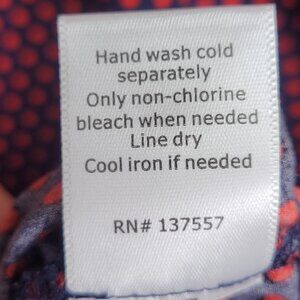 Hand wash cold
separately
Only non-chlorine
bleach when needed
Line dry
Cool iron if needed
RN# 137557